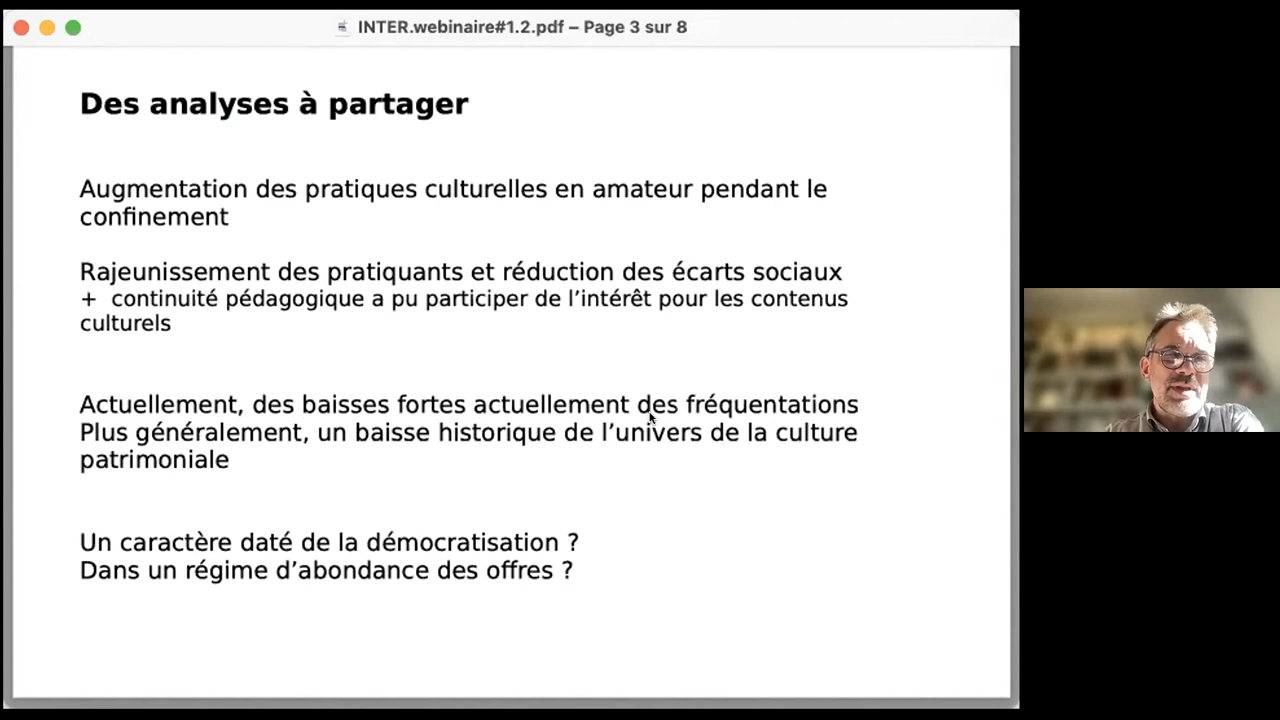 INTER.webinaire#1.2.pdf – Page 3 sur 8
Des analyses à partager
Augmentation des pratiques culturelles en amateur pendant le
confinement
Rajeunissement des pratiquants et réduction des écarts sociaux
+ continuité pédagogique a pu participer de l’intérêt pour les contenus
culturels
Actuellement, des baisses fortes actuellement des fréquentations
Plus généralement, un baisse historique de l’univers de la culture
patrimoniale
Un caractère daté de la démocratisation ?
Dans un régime d’abondance des offres ?